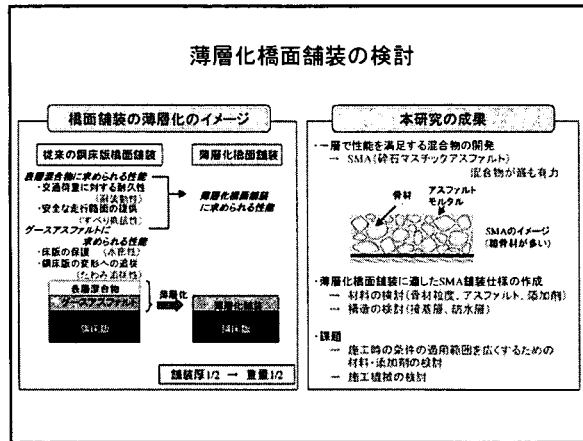 薄層化橋面舗装の検討
橋面舗装の薄層化のイメージ
従来の鋼床版橋面舗装
薄層化橋面舗装
表層混合物に求められる性能
・交通荷重に対する耐久性
(耐流動性)
・安全な走行路面の提供
(すべり抵抗性)
グースアスファルトに
求められる性能
・床版の保護 (水密性)
・鋼床版の変形への追従
(たわみ追従性)
薄層化橋面舗装
に求められる性能
表層混合物
グースアスファルト
鋼床版
薄層化
薄層化舗装
鋼床版
舗装厚1/2 → 重量1/2
本研究の成果
・一層で性能を満足する混合物の開発
→ SMA(砕石マスチックアスファルト)
混合物が最も有力
骨材
アスファルト
モルタル
SMAのイメージ
(粗骨材が多い)
・薄層化橋面舗装に適したSMA舗装仕様の作成
→ 材料の検討(骨材粒度、アスファルト、添加剤)
→ 構造の検討(接着層、防水層)
・課題
→ 施工時の条件の適用範囲を広くするための
材料・添加剤の検討
→ 施工機械の検討